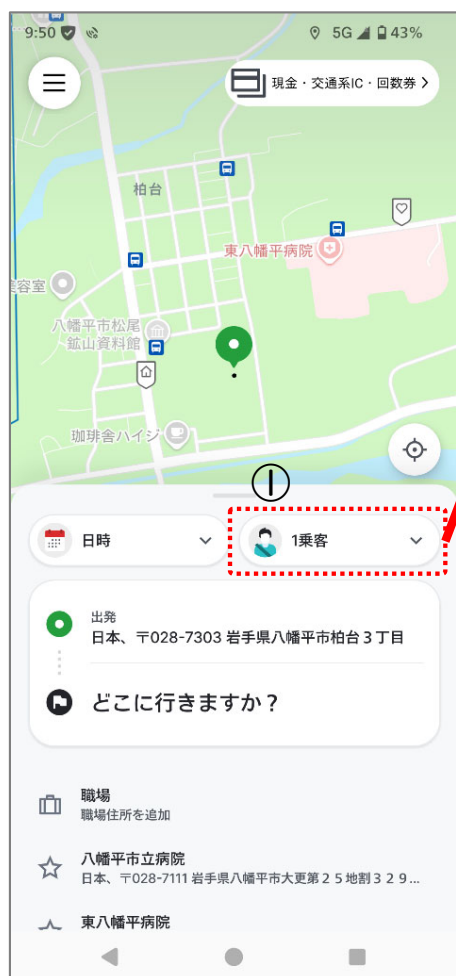 9:50 5G 43%
現金・交通系IC・回数券
柏台
東八幡平病院
容室
八幡平市松尾
鉱山資料館
珈琲舎ハイジ
①
日時
1乗客
出発
日本、〒028-7303 岩手県八幡平市柏台３丁目
どこに行きますか？
職場
職場住所を追加
八幡平市立病院
日本、〒028-7111 岩手県八幡平市大更第２５地割３２９...
東八幡平病院